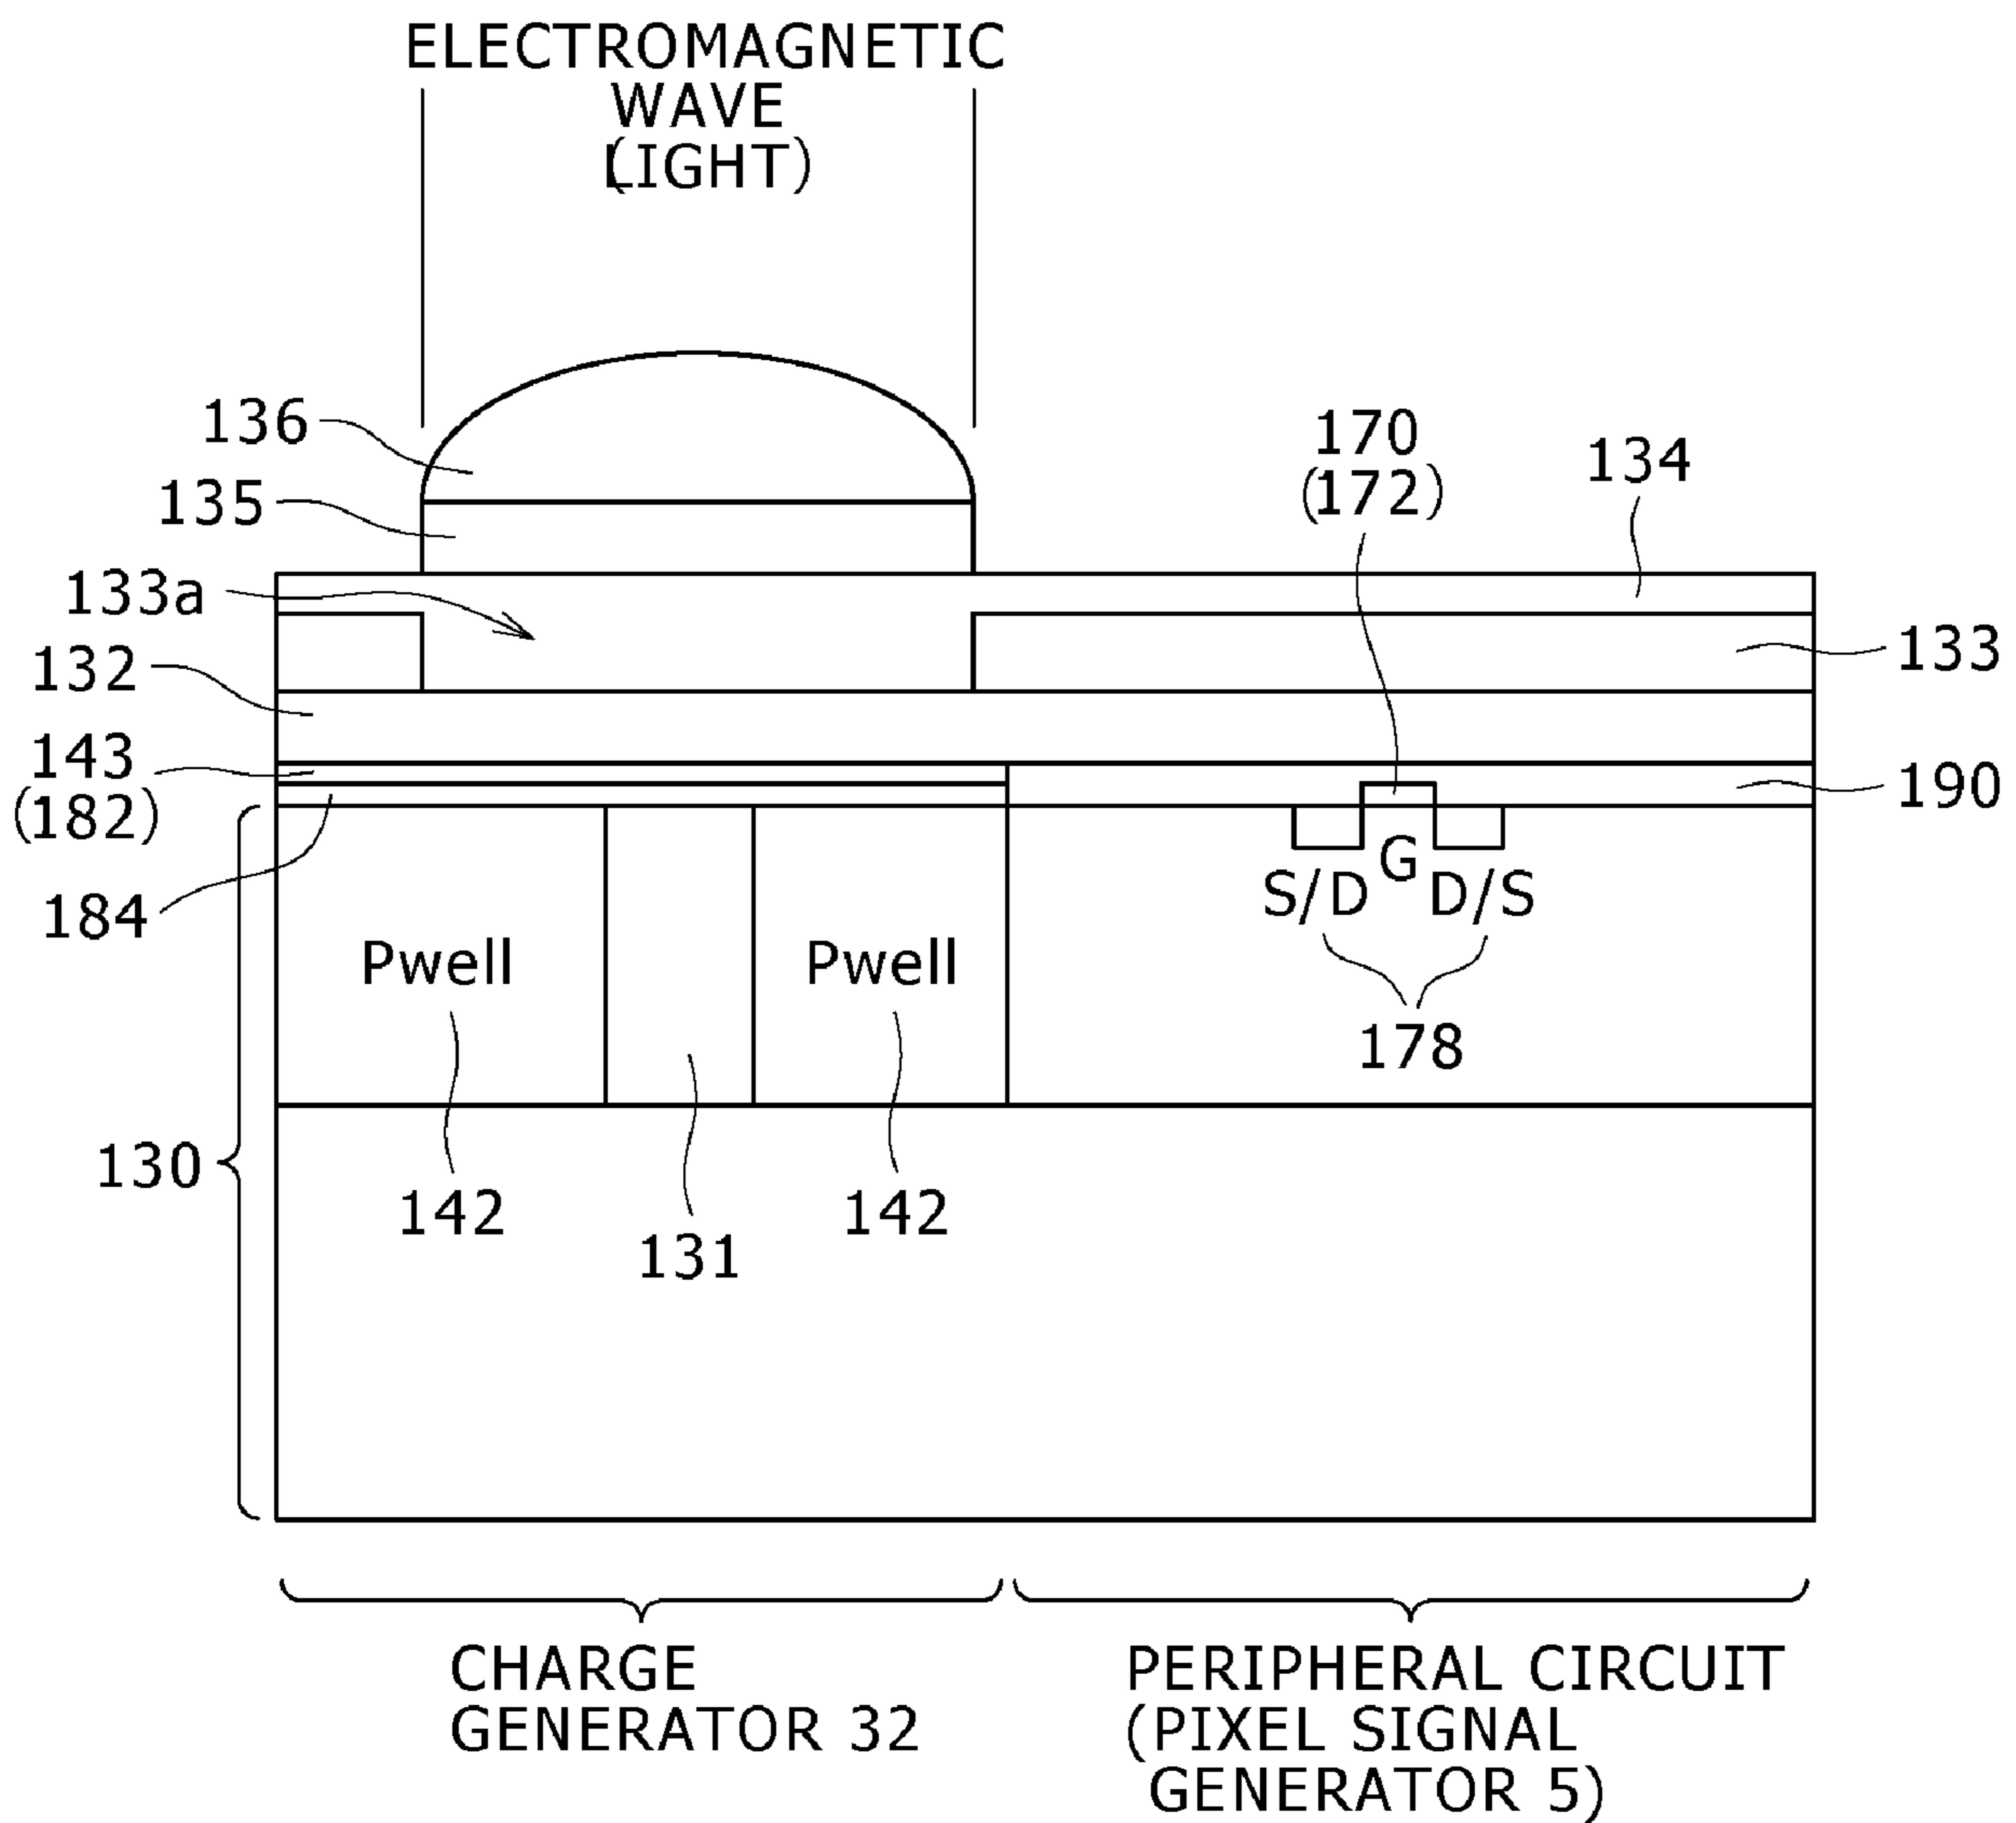 ELECTROMAGNETIC
WAVE
(LIGHT)
136
170
(172)
134
135
133a
132
133
143
(182)
190
184
G
S/D
D/S
Pwell
Pwell
178
130
142
142
131
CHARGE
GENERATOR 32
PERIPHERAL CIRCUIT
(PIXEL SIGNAL
GENERATOR 5)